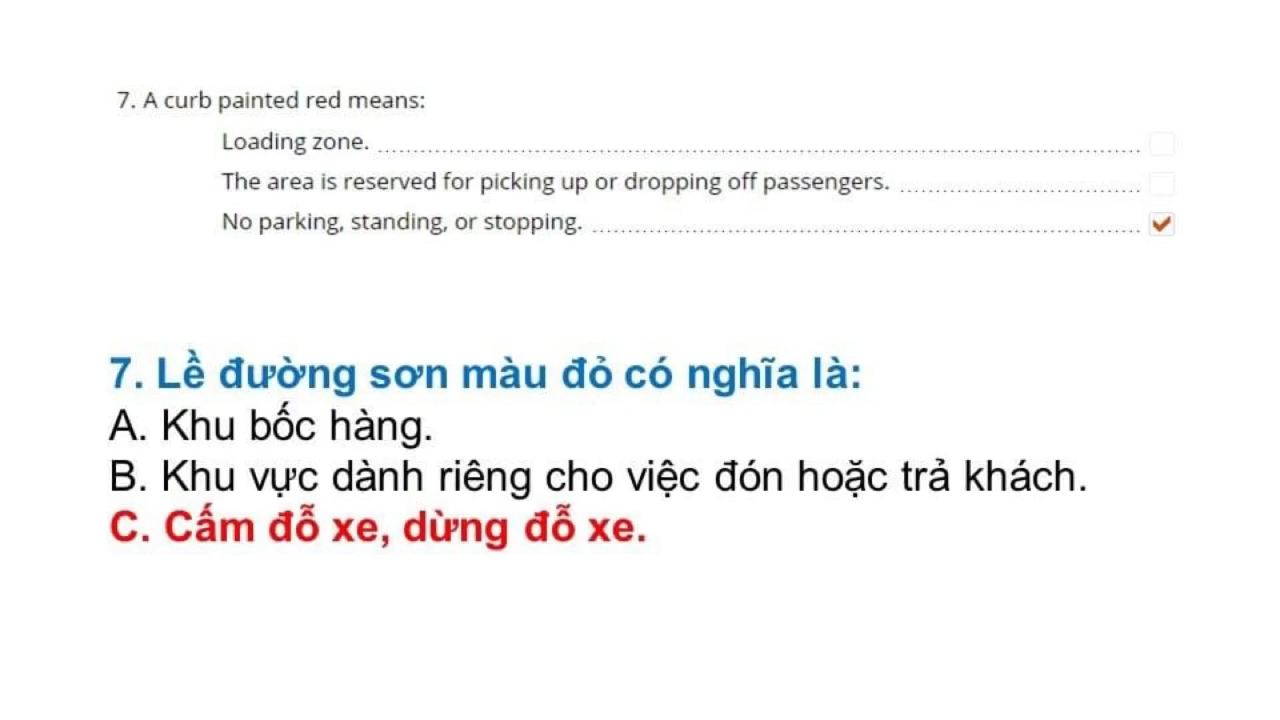 7. A curb painted red means:
Loading zone.
The area is reserved for picking up or dropping off passengers.
No parking, standing, or stopping.
7. Lề đường sơn màu đỏ có nghĩa là:
A. Khu bốc hàng.
B. Khu vực dành riêng cho việc đón hoặc trả khách.
C. Cấm đỗ xe, dừng đỗ xe.